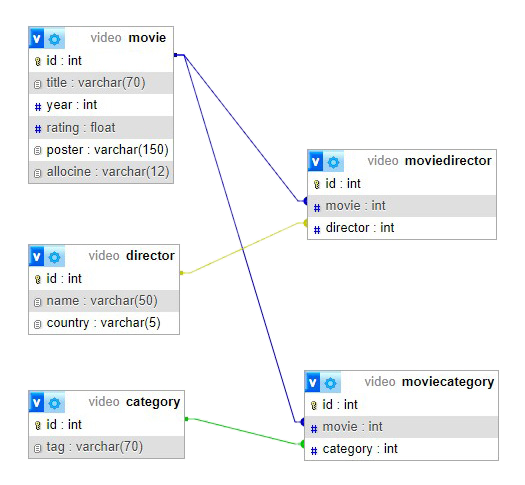 v video movie
id : int
title : varchar(70)
# year : int
# rating : float
poster : varchar(150)
allocine : varchar(12)
v video moviedirector
id : int
# movie : int
# director : int
v video director
id : int
name : varchar(50)
country : varchar(5)
v video moviecategory
id : int
# movie : int
# category : int
v video category
id : int
tag : varchar(70)